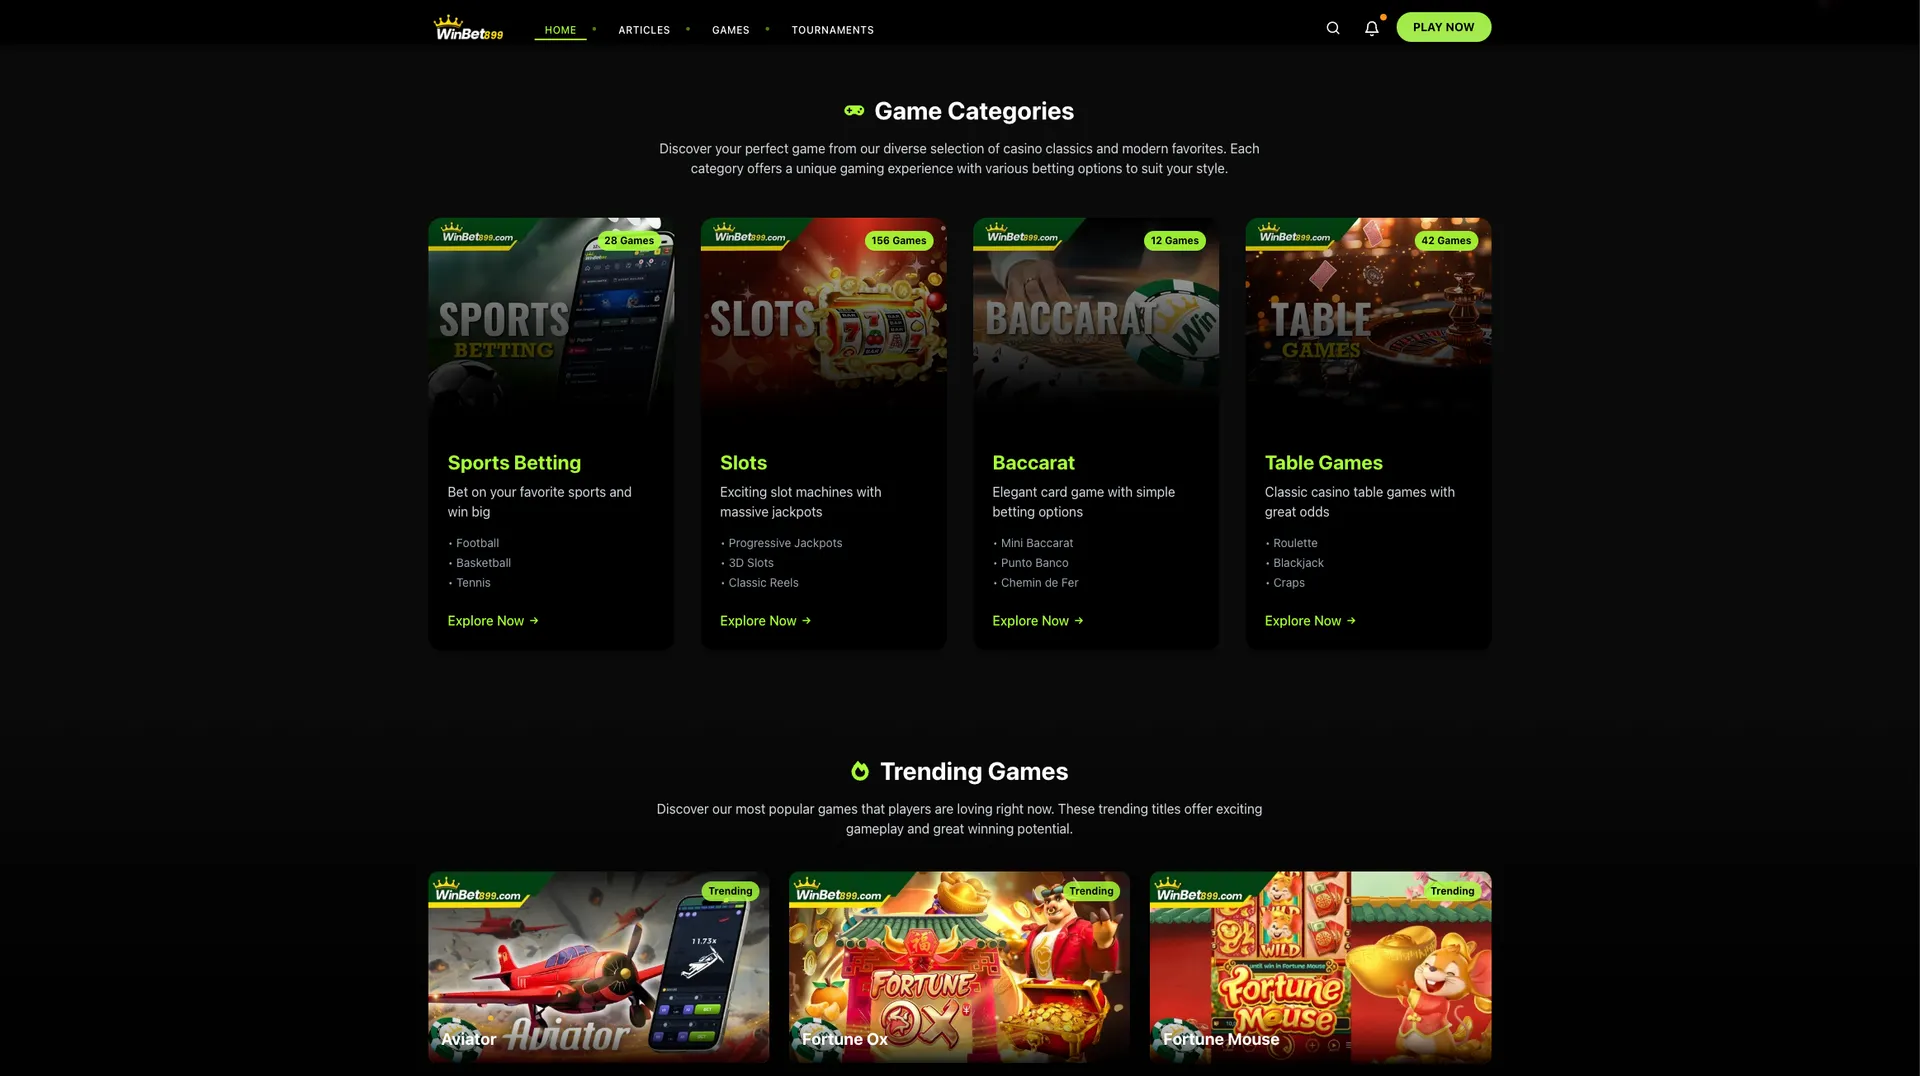 WinBet899
HOME
ARTICLES
GAMES
TOURNAMENTS
PLAY NOW
Game Categories
Discover your perfect game from our diverse selection of casino classics and modern favorites. Each
category offers a unique gaming experience with various betting options to suit your style.
WinBet899.com
28 Games
SPORTS
BETTING
Sports Betting
Bet on your favorite sports and
win big
• Football
• Basketball
• Tennis
Explore Now →
WinBet899.com
156 Games
SLOTS
Slots
Exciting slot machines with
massive jackpots
• Progressive Jackpots
• 3D Slots
• Classic Reels
Explore Now →
WinBet899.com
12 Games
BACCARAT
Win
Baccarat
Elegant card game with simple
betting options
• Mini Baccarat
• Punto Banco
• Chemin de Fer
Explore Now →
WinBet899.com
42 Games
TABLE
GAMES
Table Games
Classic casino table games with
great odds
• Roulette
• Blackjack
• Craps
Explore Now →
Trending Games
Discover our most popular games that players are loving right now. These trending titles offer exciting
gameplay and great winning potential.
WinBet899.com
Trending
11.73x
Aviator
Aviator
WinBet899.com
Trending
福
FORTUNE
OX
Fortune Ox
WinBet899.com
Trending
WILD
Fortune
Mouse
Fortune Mouse